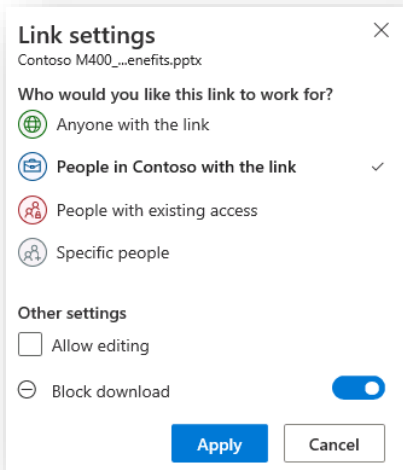 Link settings
Contoso M400_...enefits.pptx
Who would you like this link to work for?
Anyone with the link
People in Contoso with the link
People with existing access
Specific people
Other settings
Allow editing
Block download
Apply
Cancel